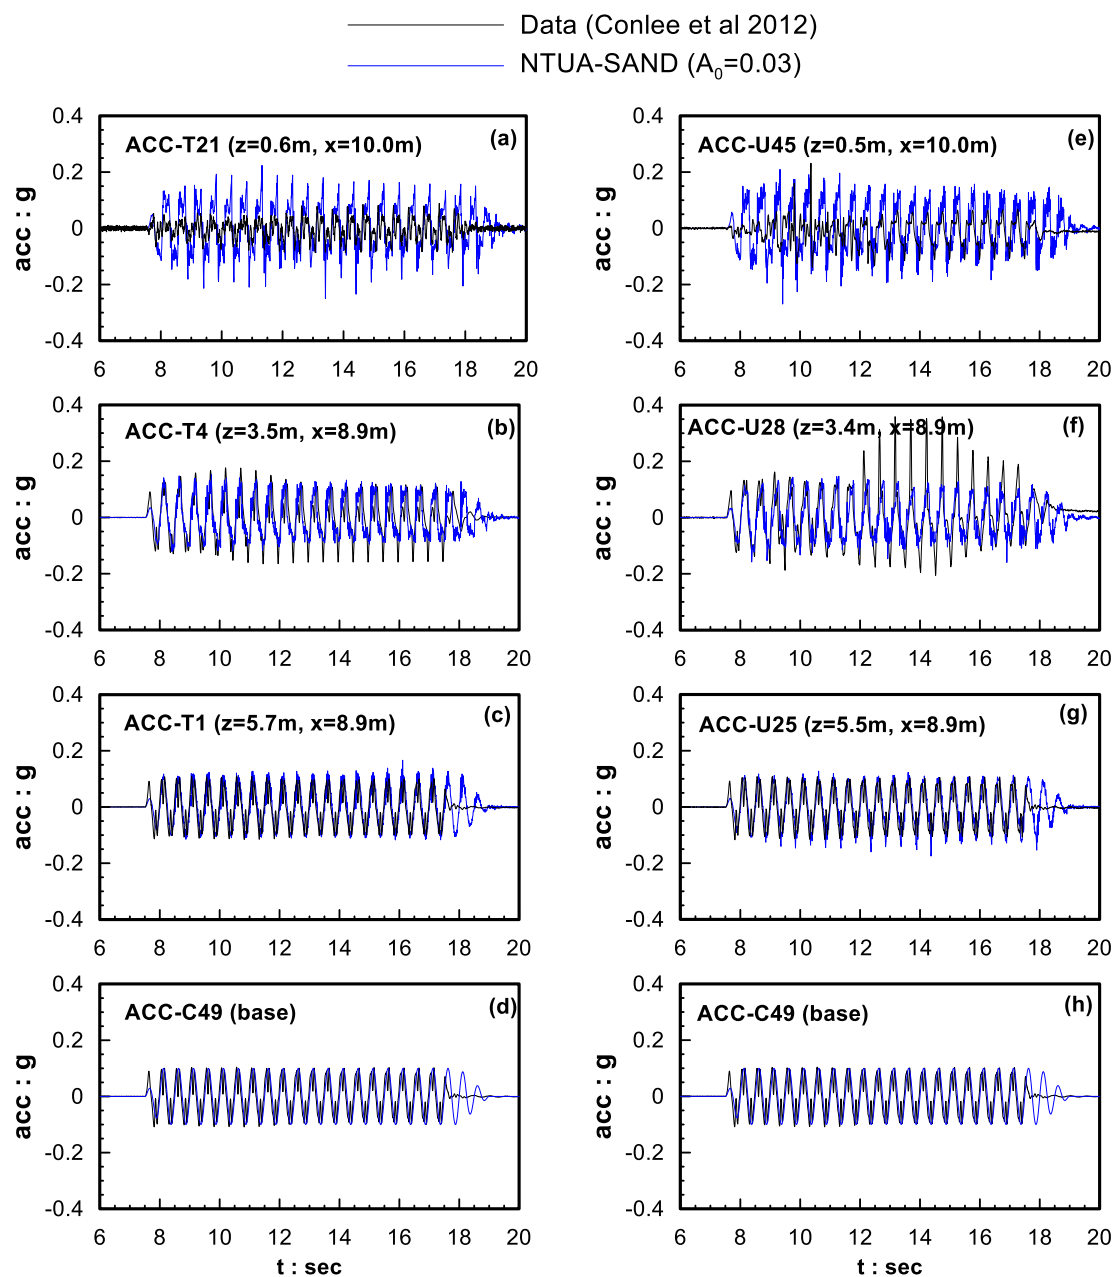 Data (Conlee et al 2012)
NTUA-SAND (A₀=0.03)
ACC-T21 (z=0.6m, x=10.0m) (a)
acc : g
0.4
0.2
0
-0.2
-0.4
6 8 10 12 14 16 18 20
ACC-U45 (z=0.5m, x=10.0m) (e)
acc : g
0.4
0.2
0
-0.2
-0.4
6 8 10 12 14 16 18 20
ACC-T4 (z=3.5m, x=8.9m) (b)
acc : g
0.4
0.2
0
-0.2
-0.4
6 8 10 12 14 16 18 20
ACC-U28 (z=3.4m, x=8.9m) (f)
acc : g
0.4
0.2
0
-0.2
-0.4
6 8 10 12 14 16 18 20
ACC-T1 (z=5.7m, x=8.9m) (c)
acc : g
0.4
0.2
0
-0.2
-0.4
6 8 10 12 14 16 18 20
ACC-U25 (z=5.5m, x=8.9m) (g)
acc : g
0.4
0.2
0
-0.2
-0.4
6 8 10 12 14 16 18 20
ACC-C49 (base) (d)
acc : g
0.4
0.2
0
-0.2
-0.4
6 8 10 12 14 16 18 20
t : sec
ACC-C49 (base) (h)
acc : g
0.4
0.2
0
-0.2
-0.4
6 8 10 12 14 16 18 20
t : sec